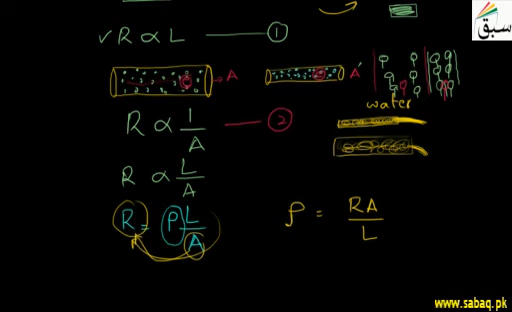 سبق
✓ R ∝ L ——— ①
A
A'
water
R ∝ 1/A ——— ②
R ∝ L/A
R = ρ L/A
ρ = RA/L
www.sabaq.pk